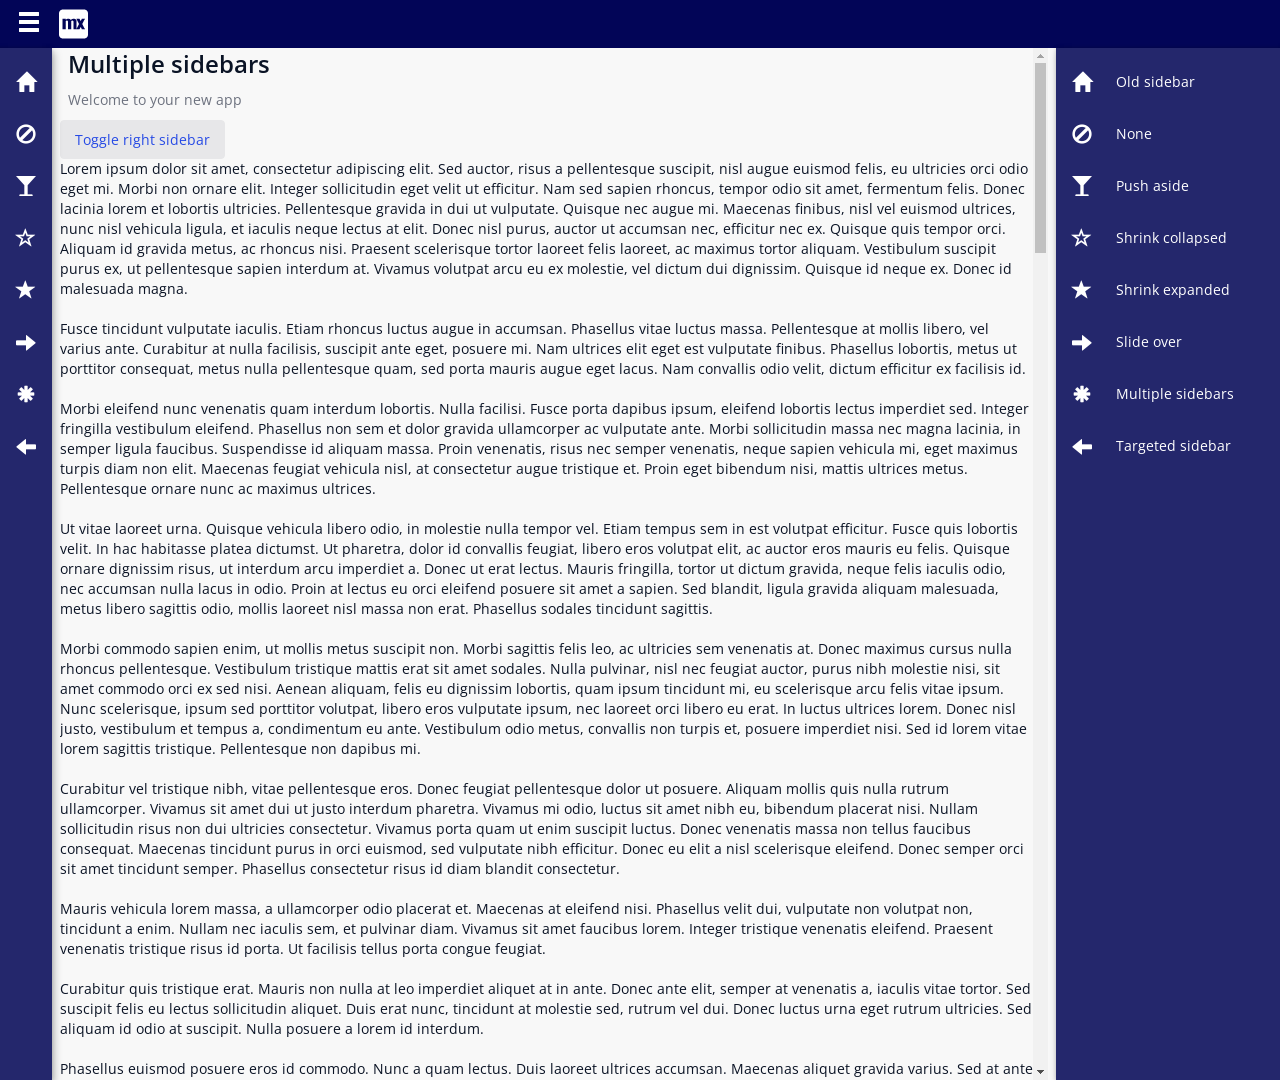 mx
Multiple sidebars
Welcome to your new app
Toggle right sidebar
Lorem ipsum dolor sit amet, consectetur adipiscing elit. Sed auctor, risus a pellentesque suscipit, nisl augue euismod felis, eu ultricies orci odio
eget mi. Morbi non ornare elit. Integer sollicitudin eget velit ut efficitur. Nam sed sapien rhoncus, tempor odio sit amet, fermentum felis. Donec
lacinia lorem et lobortis ultricies. Pellentesque gravida in dui ut vulputate. Quisque nec augue mi. Maecenas finibus, nisl vel euismod ultrices,
nunc nisl vehicula ligula, et iaculis neque lectus at elit. Donec nisl purus, auctor ut accumsan nec, efficitur nec ex. Quisque quis tempor orci.
Aliquam id gravida metus, ac rhoncus nisi. Praesent scelerisque tortor laoreet felis laoreet, ac maximus tortor aliquam. Vestibulum suscipit
purus ex, ut pellentesque sapien interdum at. Vivamus volutpat arcu eu ex molestie, vel dictum dui dignissim. Quisque id neque ex. Donec id
malesuada magna.
Fusce tincidunt vulputate iaculis. Etiam rhoncus luctus augue in accumsan. Phasellus vitae luctus massa. Pellentesque at mollis libero, vel
varius ante. Curabitur at nulla facilisis, suscipit ante eget, posuere mi. Nam ultrices elit eget est vulputate finibus. Phasellus lobortis, metus ut
porttitor consequat, metus nulla pellentesque quam, sed porta mauris augue eget lacus. Nam convallis odio velit, dictum efficitur ex facilisis id.
Morbi eleifend nunc venenatis quam interdum lobortis. Nulla facilisi. Fusce porta dapibus ipsum, eleifend lobortis lectus imperdiet sed. Integer
fringilla vestibulum eleifend. Phasellus non sem et dolor gravida ullamcorper ac vulputate ante. Morbi sollicitudin massa nec magna lacinia, in
semper ligula faucibus. Suspendisse id aliquam massa. Proin venenatis, risus nec semper venenatis, neque sapien vehicula mi, eget maximus
turpis diam non elit. Maecenas feugiat vehicula nisl, at consectetur augue tristique et. Proin eget bibendum nisi, mattis ultrices metus.
Pellentesque ornare nunc ac maximus ultrices.
Ut vitae laoreet urna. Quisque vehicula libero odio, in molestie nulla tempor vel. Etiam tempus sem in est volutpat efficitur. Fusce quis lobortis
velit. In hac habitasse platea dictumst. Ut pharetra, dolor id convallis feugiat, libero eros volutpat elit, ac auctor eros mauris eu felis. Quisque
ornare dignissim risus, ut interdum arcu imperdiet a. Donec ut erat lectus. Mauris fringilla, tortor ut dictum gravida, neque felis iaculis odio,
nec accumsan nulla lacus in odio. Proin at lectus eu orci eleifend posuere sit amet a sapien. Sed blandit, ligula gravida aliquam malesuada,
metus libero sagittis odio, mollis laoreet nisl massa non erat. Phasellus sodales tincidunt sagittis.
Morbi commodo sapien enim, ut mollis metus suscipit non. Morbi sagittis felis leo, ac ultricies sem venenatis at. Donec maximus cursus nulla
rhoncus pellentesque. Vestibulum tristique mattis erat sit amet sodales. Nulla pulvinar, nisl nec feugiat auctor, purus nibh molestie nisi, sit
amet commodo orci ex sed nisi. Aenean aliquam, felis eu dignissim lobortis, quam ipsum tincidunt mi, eu scelerisque arcu felis vitae ipsum.
Nunc scelerisque, ipsum sed porttitor volutpat, libero eros vulputate ipsum, nec laoreet orci libero eu erat. In luctus ultrices lorem. Donec nisl
justo, vestibulum et tempus a, condimentum eu ante. Vestibulum odio metus, convallis non turpis et, posuere imperdiet nisi. Sed id lorem vitae
lorem sagittis tristique. Pellentesque non dapibus mi.
Curabitur vel tristique nibh, vitae pellentesque eros. Donec feugiat pellentesque dolor ut posuere. Aliquam mollis quis nulla rutrum
ullamcorper. Vivamus sit amet dui ut justo interdum pharetra. Vivamus mi odio, luctus sit amet nibh eu, bibendum placerat nisi. Nullam
sollicitudin risus non dui ultricies consectetur. Vivamus porta quam ut enim suscipit luctus. Donec venenatis massa non tellus faucibus
consequat. Maecenas tincidunt purus in orci euismod, sed vulputate nibh efficitur. Donec eu elit a nisl scelerisque eleifend. Donec semper orci
sit amet tincidunt semper. Phasellus consectetur risus id diam blandit consectetur.
Mauris vehicula lorem massa, a ullamcorper odio placerat et. Maecenas at eleifend nisi. Phasellus velit dui, vulputate non volutpat non,
tincidunt a enim. Nullam nec iaculis sem, et pulvinar diam. Vivamus sit amet faucibus lorem. Integer tristique venenatis eleifend. Praesent
venenatis tristique risus id porta. Ut facilisis tellus porta congue feugiat.
Curabitur quis tristique erat. Mauris non nulla at leo imperdiet aliquet at in ante. Donec ante elit, semper at venenatis a, iaculis vitae tortor. Sed
suscipit felis eu lectus sollicitudin aliquet. Duis erat nunc, tincidunt at molestie sed, rutrum vel dui. Donec luctus urna eget rutrum ultricies. Sed
aliquam id odio at suscipit. Nulla posuere a lorem id interdum.
Phasellus euismod posuere eros id commodo. Nunc a quam lectus. Duis laoreet ultrices accumsan. Maecenas aliquet gravida varius. Sed at ante
Old sidebar
None
Push aside
Shrink collapsed
Shrink expanded
Slide over
Multiple sidebars
Targeted sidebar